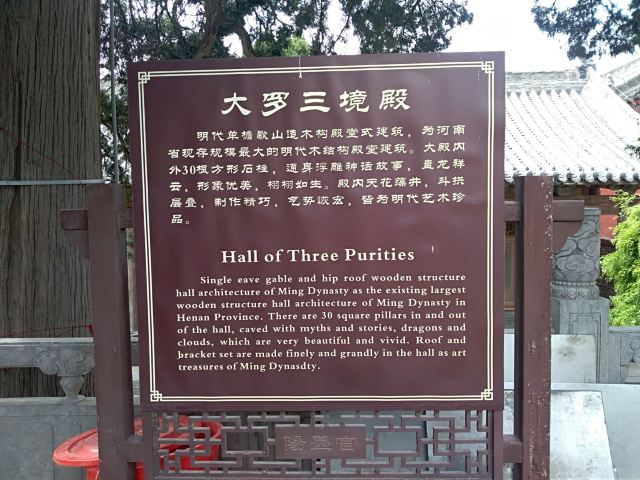 大罗三境殿
明代单檐歇山造木构殿堂式建筑，为河南
省现存规模最大的明代木结构殿堂建筑。大殿内
外30根方形石柱，通身浮雕神话故事，盘龙祥
云，形象优美，栩栩如生。殿内天花藻井，斗拱
层叠，制作精巧，气势恢宏，皆为明代艺术珍
品。
Hall of Three Purities
Single eave gable and hip roof wooden structure
hall architecture of Ming Dynasty as the existing largest
wooden structure hall architecture of Ming Dynasty in
Henan Province. There are 30 square pillars in and out
of the hall, caved with myths and stories, dragons and
clouds, which are very beautiful and vivid. Roof and
bracket set are made finely and grandly in the hall as art
treasures of Ming Dynasdty.
陽臺宫